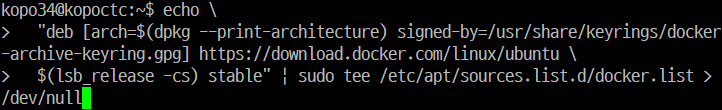 kopo34@kopoctc:~$ echo \
>   "deb [arch=$(dpkg --print-architecture) signed-by=/usr/share/keyrings/docker
-archive-keyring.gpg] https://download.docker.com/linux/ubuntu \
>   $(lsb_release -cs) stable" | sudo tee /etc/apt/sources.list.d/docker.list >
/dev/null